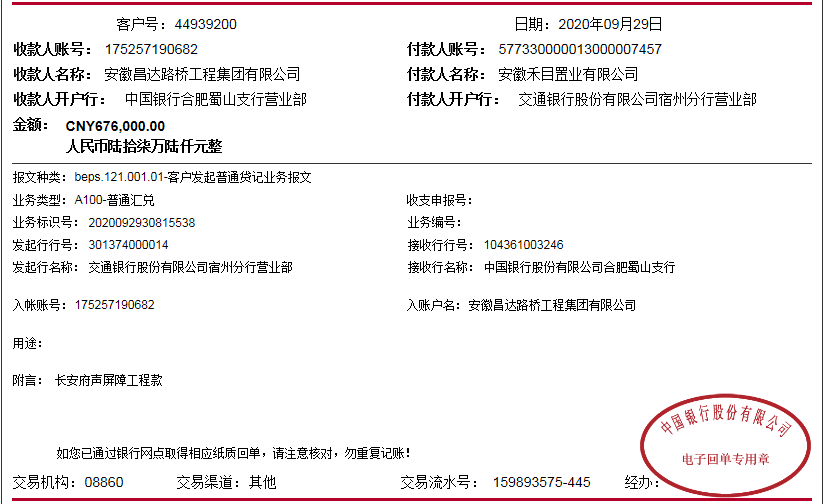 客户号：44939200 日期：2020年09月29日
收款人账号：175257190682 付款人账号：577330000013000007457
收款人名称：安徽昌达路桥工程集团有限公司 付款人名称：安徽禾目置业有限公司
收款人开户行：中国银行合肥蜀山支行营业部 付款人开户行：交通银行股份有限公司宿州分行营业部
金额：CNY676,000.00
人民币陆拾柒万陆仟元整
报文种类：beps.121.001.01-客户发起普通贷记业务报文
业务类型：A100-普通汇兑 收支申报号：
业务标识号：2020092930815538 业务编号：
发起行行号：301374000014 接收行行号：104361003246
发起行名称：交通银行股份有限公司宿州分行营业部 接收行名称：中国银行股份有限公司合肥蜀山支行
入帐账号：175257190682 入账户名：安徽昌达路桥工程集团有限公司
用途：
附言：长安府声屏障工程款
中国银行股份有限公司
电子回单专用章
如您已通过银行网点取得相应纸质回单，请注意核对，勿重复记账！
交易机构：08860 交易渠道：其他 交易流水号：159893575-445 经办：